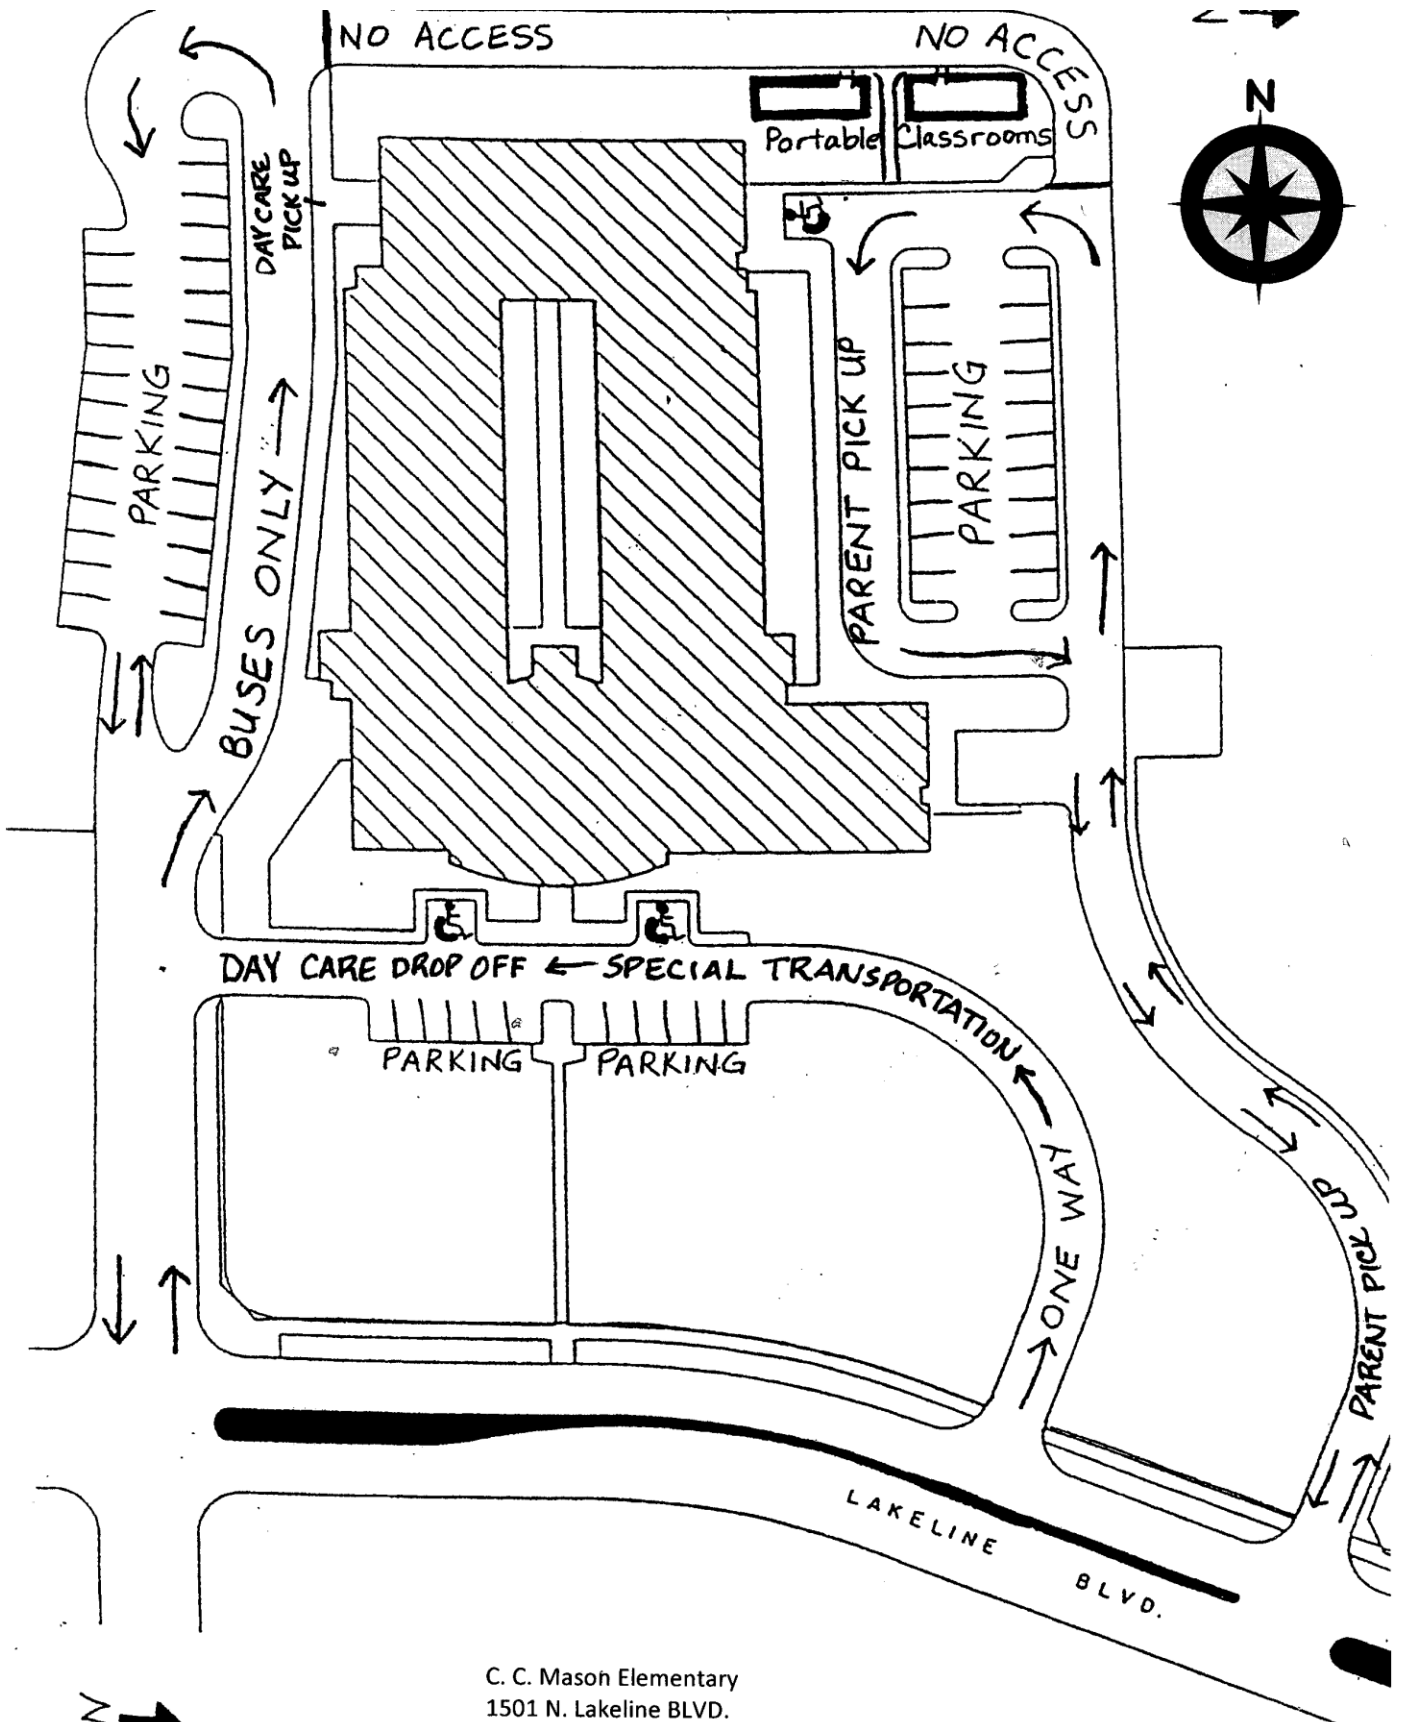 NO ACCESS
NO ACCESS
N
Portable Classrooms
DAY CARE
PICK UP
PARKING
BUSES ONLY
PARENT PICK UP
PARKING
DAY CARE DROP OFF ← SPECIAL TRANSPORTATION
PARKING PARKING
ONE WAY
PARENT PICK UP
LAKELINE BLVD.
C. C. Mason Elementary
1501 N. Lakeline BLVD.